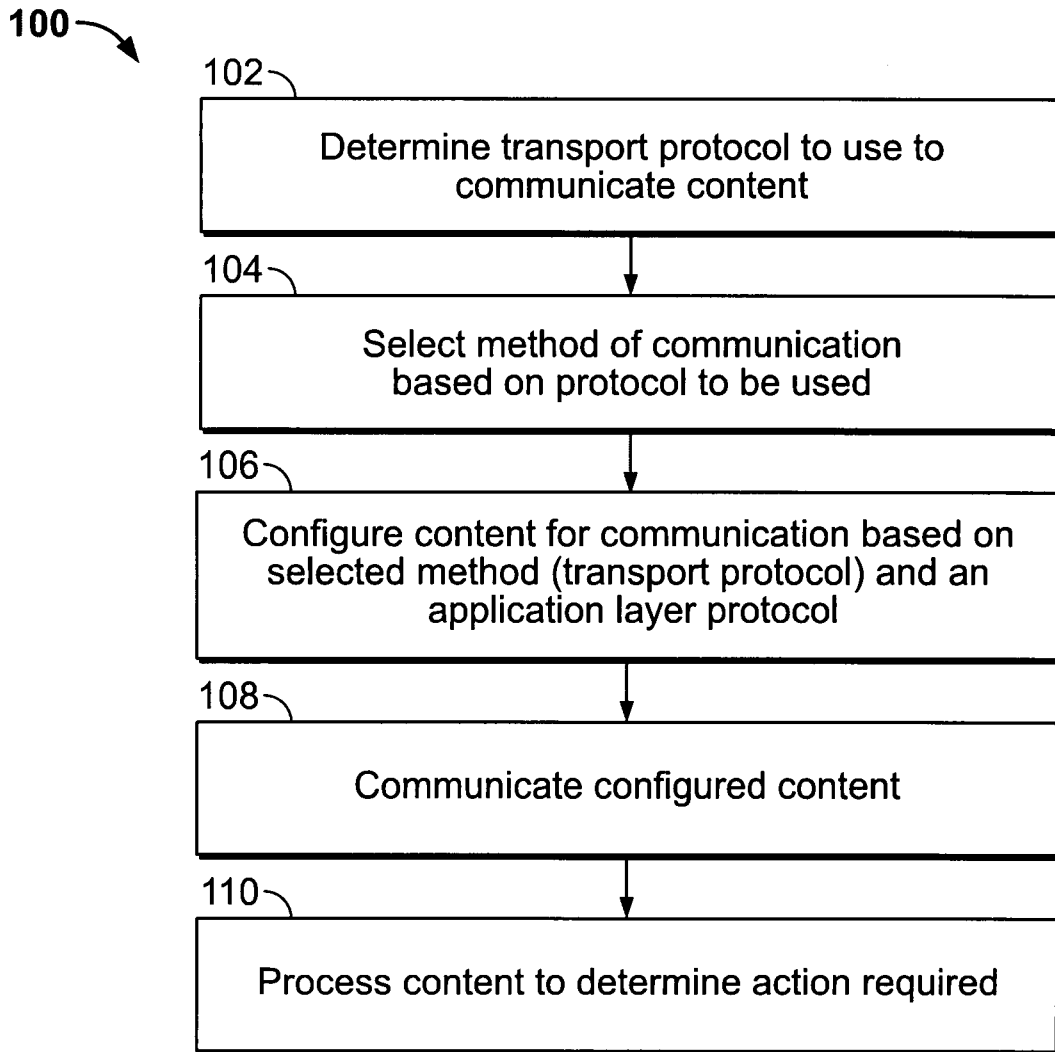 100
102
Determine transport protocol to use to
communicate content
104
Select method of communication
based on protocol to be used
106
Configure content for communication based on
selected method (transport protocol) and an
application layer protocol
108
Communicate configured content
110
Process content to determine action required